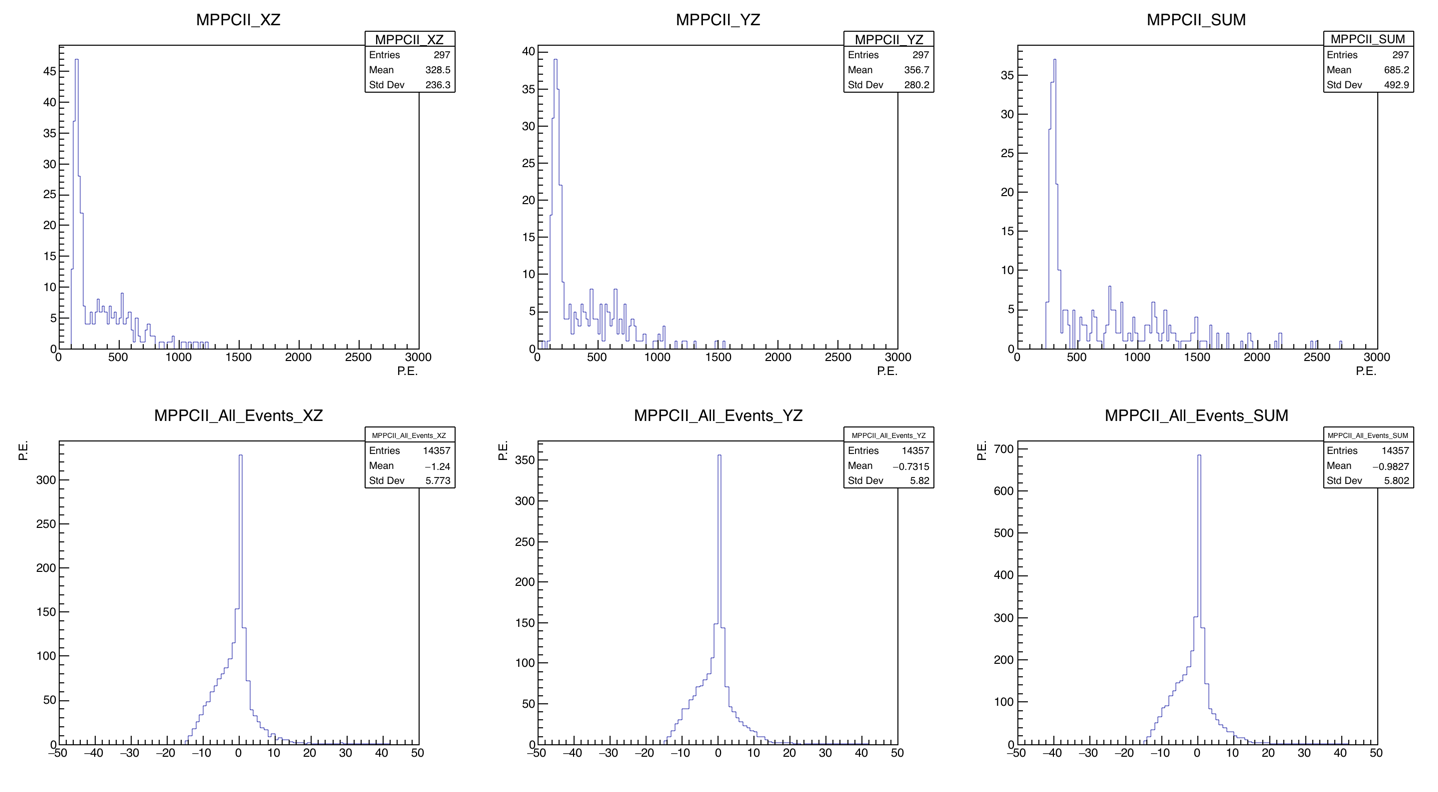 MPPCII_XZ
MPPCII_XZ
Entries 297
Mean 328.5
Std Dev 236.3
45
40
35
30
25
20
15
10
5
0
0 500 1000 1500 2000 2500 3000
P.E.
MPPCII_YZ
MPPCII_YZ
Entries 297
Mean 356.7
Std Dev 280.2
40
35
30
25
20
15
10
5
0
0 500 1000 1500 2000 2500 3000
P.E.
MPPCII_SUM
MPPCII_SUM
Entries 297
Mean 685.2
Std Dev 492.9
35
30
25
20
15
10
5
0
0 500 1000 1500 2000 2500 3000
P.E.
MPPCII_All_Events_XZ
P.E.
MPPCII_All_Events_XZ
Entries 14357
Mean −1.24
Std Dev 5.773
300
250
200
150
100
50
0
−50 −40 −30 −20 −10 0 10 20 30 40 50
MPPCII_All_Events_YZ
P.E.
MPPCII_All_Events_YZ
Entries 14357
Mean −0.7315
Std Dev 5.82
350
300
250
200
150
100
50
0
−50 −40 −30 −20 −10 0 10 20 30 40 50
MPPCII_All_Events_SUM
P.E.
MPPCII_All_Events_SUM
Entries 14357
Mean −0.9827
Std Dev 5.802
700
600
500
400
300
200
100
0
−50 −40 −30 −20 −10 0 10 20 30 40 50